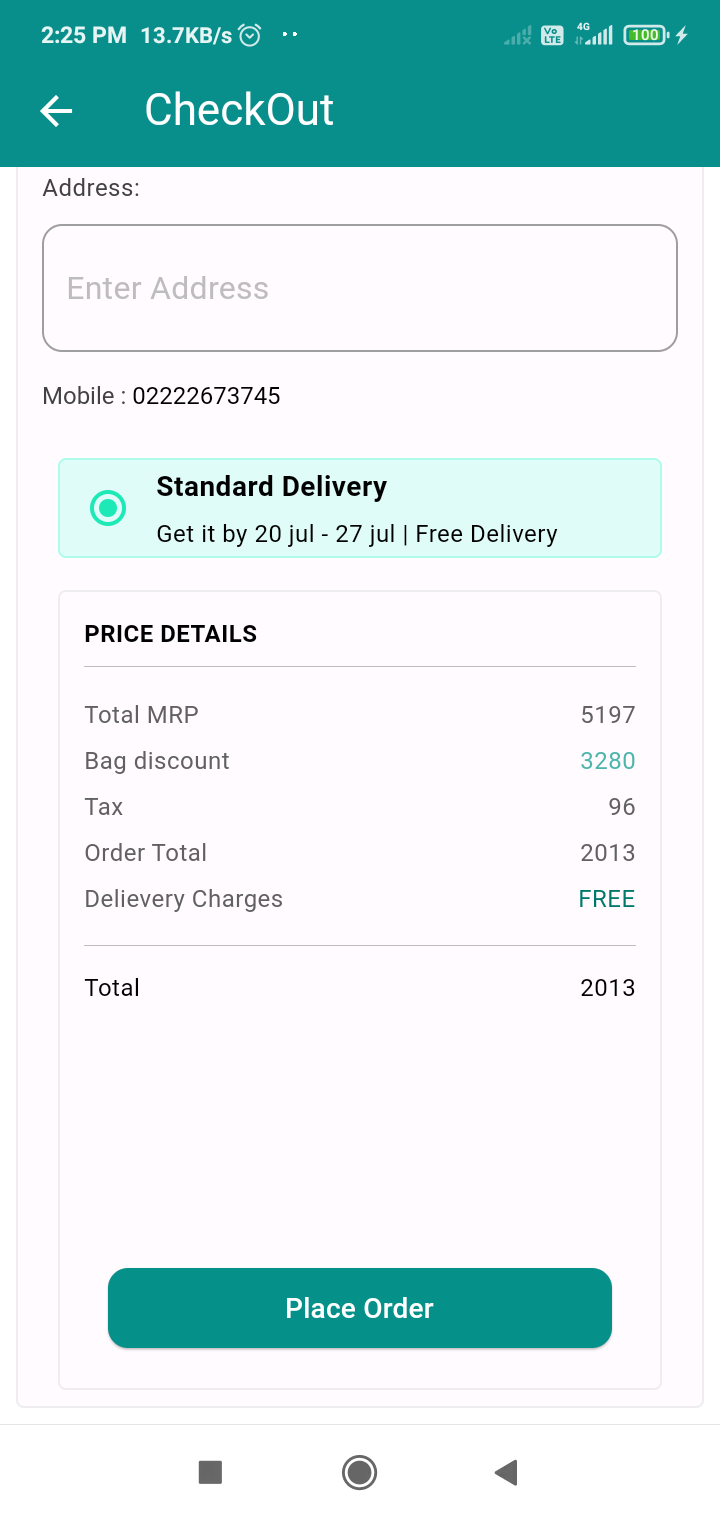 2:25 PM 13.7KB/s Vo LTE 4G 100
CheckOut
Address:
Enter Address
Mobile : 02222673745
Standard Delivery
Get it by 20 jul - 27 jul | Free Delivery
PRICE DETAILS
Total MRP 5197
Bag discount 3280
Tax 96
Order Total 2013
Delievery Charges FREE
Total 2013
Place Order